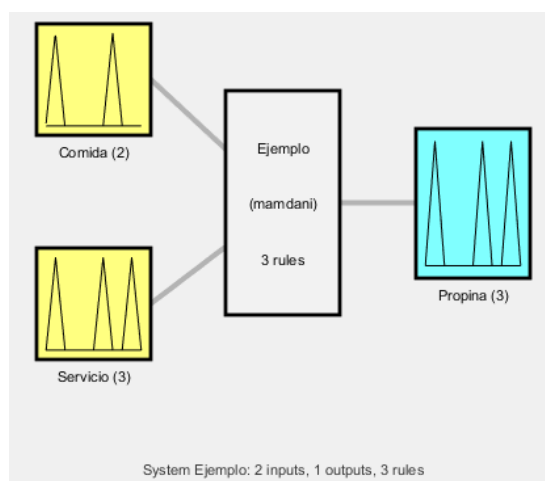 Comida (2)
Servicio (3)
Ejemplo
(mamdani)
3 rules
Propina (3)
System Ejemplo: 2 inputs, 1 outputs, 3 rules